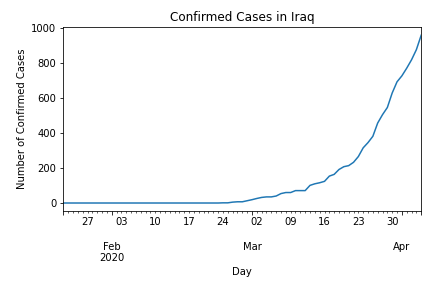 Confirmed Cases in Iraq
1000
800
600
400
200
0
Number of Confirmed Cases
27 03 10 17 24 02 09 16 23 30
Feb Mar Apr
2020
Day